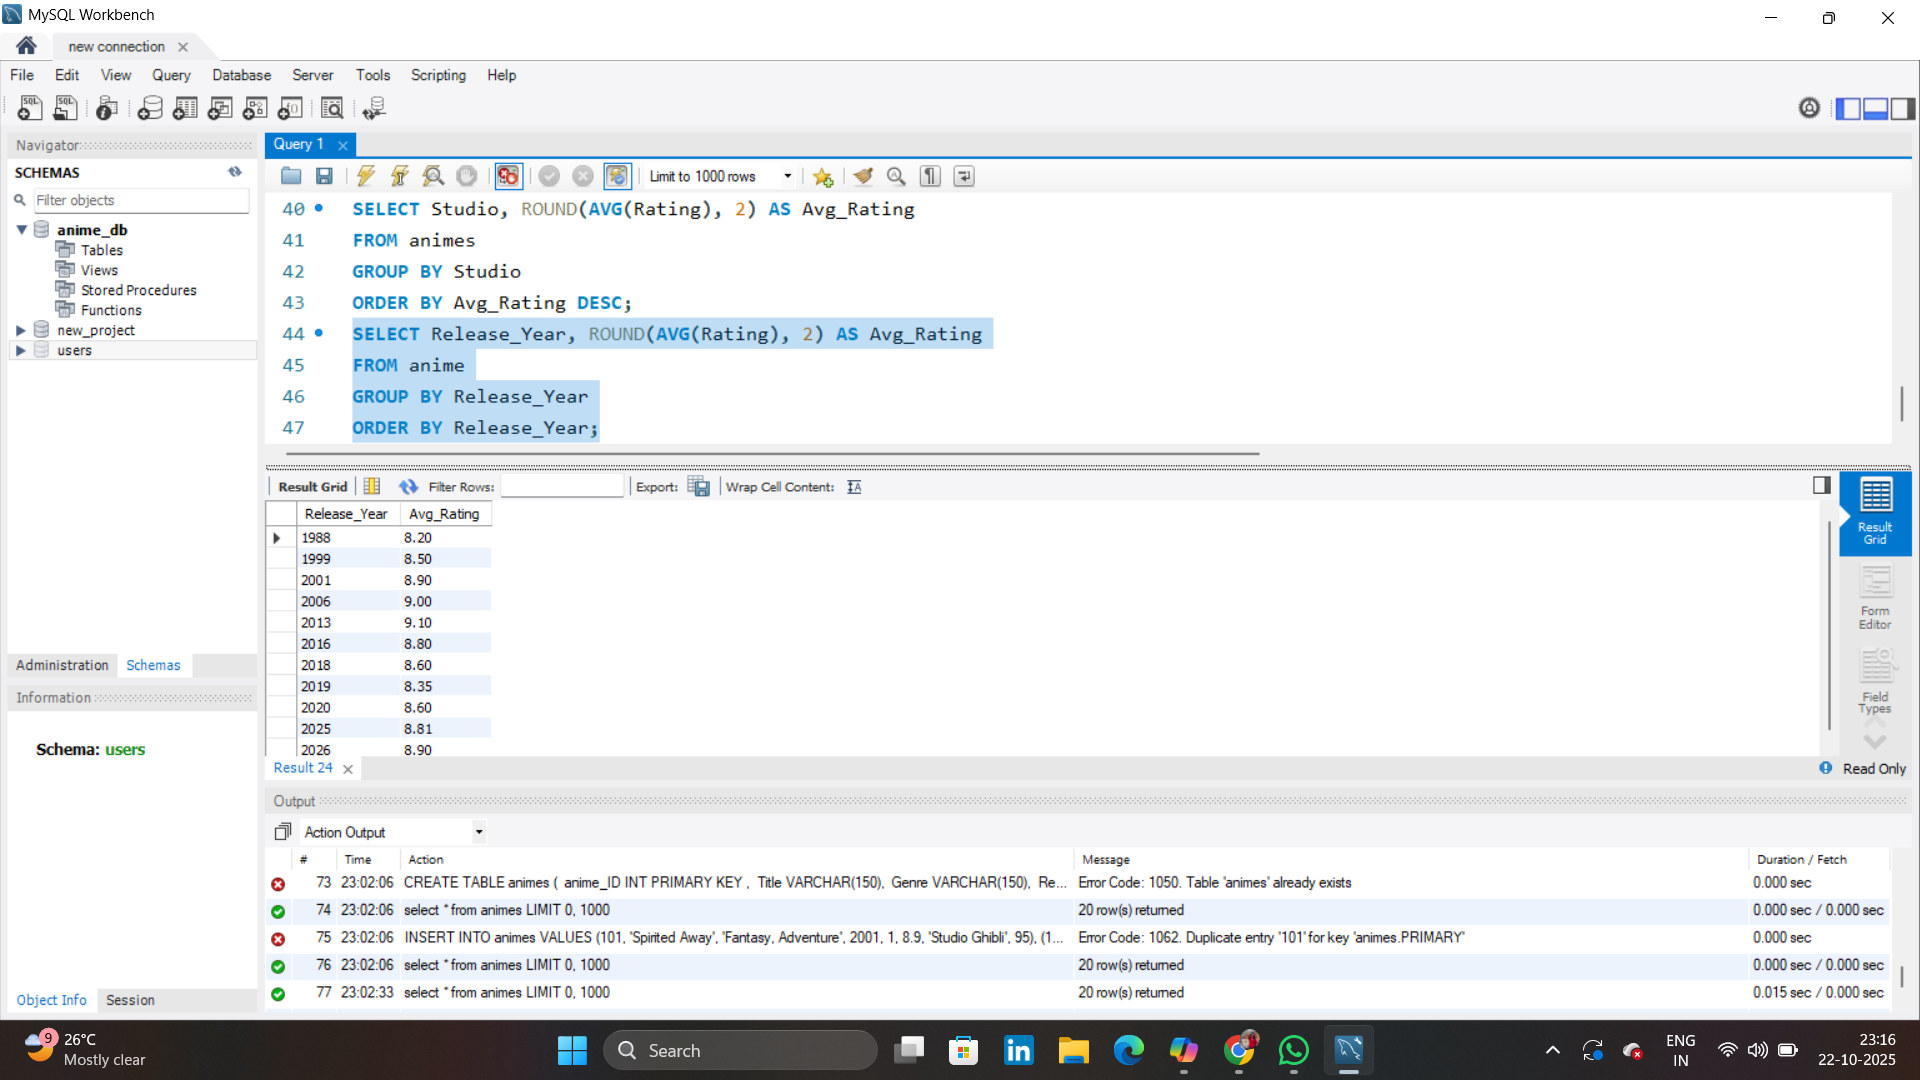 MySQL Workbench
new connection
File Edit View Query Database Server Tools Scripting Help
Navigator
SCHEMAS
Filter objects
anime_db
Tables
Views
Stored Procedures
Functions
new_project
users
Administration Schemas
Information
Schema: users
Object Info Session
Query 1
Limit to 1000 rows
40 SELECT Studio, ROUND(AVG(Rating), 2) AS Avg_Rating
41 FROM animes
42 GROUP BY Studio
43 ORDER BY Avg_Rating DESC;
44 SELECT Release_Year, ROUND(AVG(Rating), 2) AS Avg_Rating
45 FROM anime
46 GROUP BY Release_Year
47 ORDER BY Release_Year;
Result Grid Filter Rows: Export: Wrap Cell Content:
Release_Year Avg_Rating
1988 8.20
1999 8.50
2001 8.90
2006 9.00
2013 9.10
2016 8.80
2018 8.60
2019 8.35
2020 8.60
2025 8.81
2026 8.90
Result
Grid
Form
Editor
Field
Types
Result 24
Read Only
Output
Action Output
# Time Action Message Duration / Fetch
73 23:02:06 CREATE TABLE animes ( anime_ID INT PRIMARY KEY , Title VARCHAR(150), Genre VARCHAR(150), Re... Error Code: 1050. Table 'animes' already exists 0.000 sec
74 23:02:06 select * from animes LIMIT 0, 1000 20 row(s) returned 0.000 sec / 0.000 sec
75 23:02:06 INSERT INTO animes VALUES (101, 'Spirited Away', 'Fantasy, Adventure', 2001, 1, 8.9, 'Studio Ghibli', 95), (1... Error Code: 1062. Duplicate entry '101' for key 'animes.PRIMARY' 0.000 sec
76 23:02:06 select * from animes LIMIT 0, 1000 20 row(s) returned 0.000 sec / 0.000 sec
77 23:02:33 select * from animes LIMIT 0, 1000 20 row(s) returned 0.015 sec / 0.000 sec
9
26°C
Mostly clear
Search
ENG
IN
23:16
22-10-2025